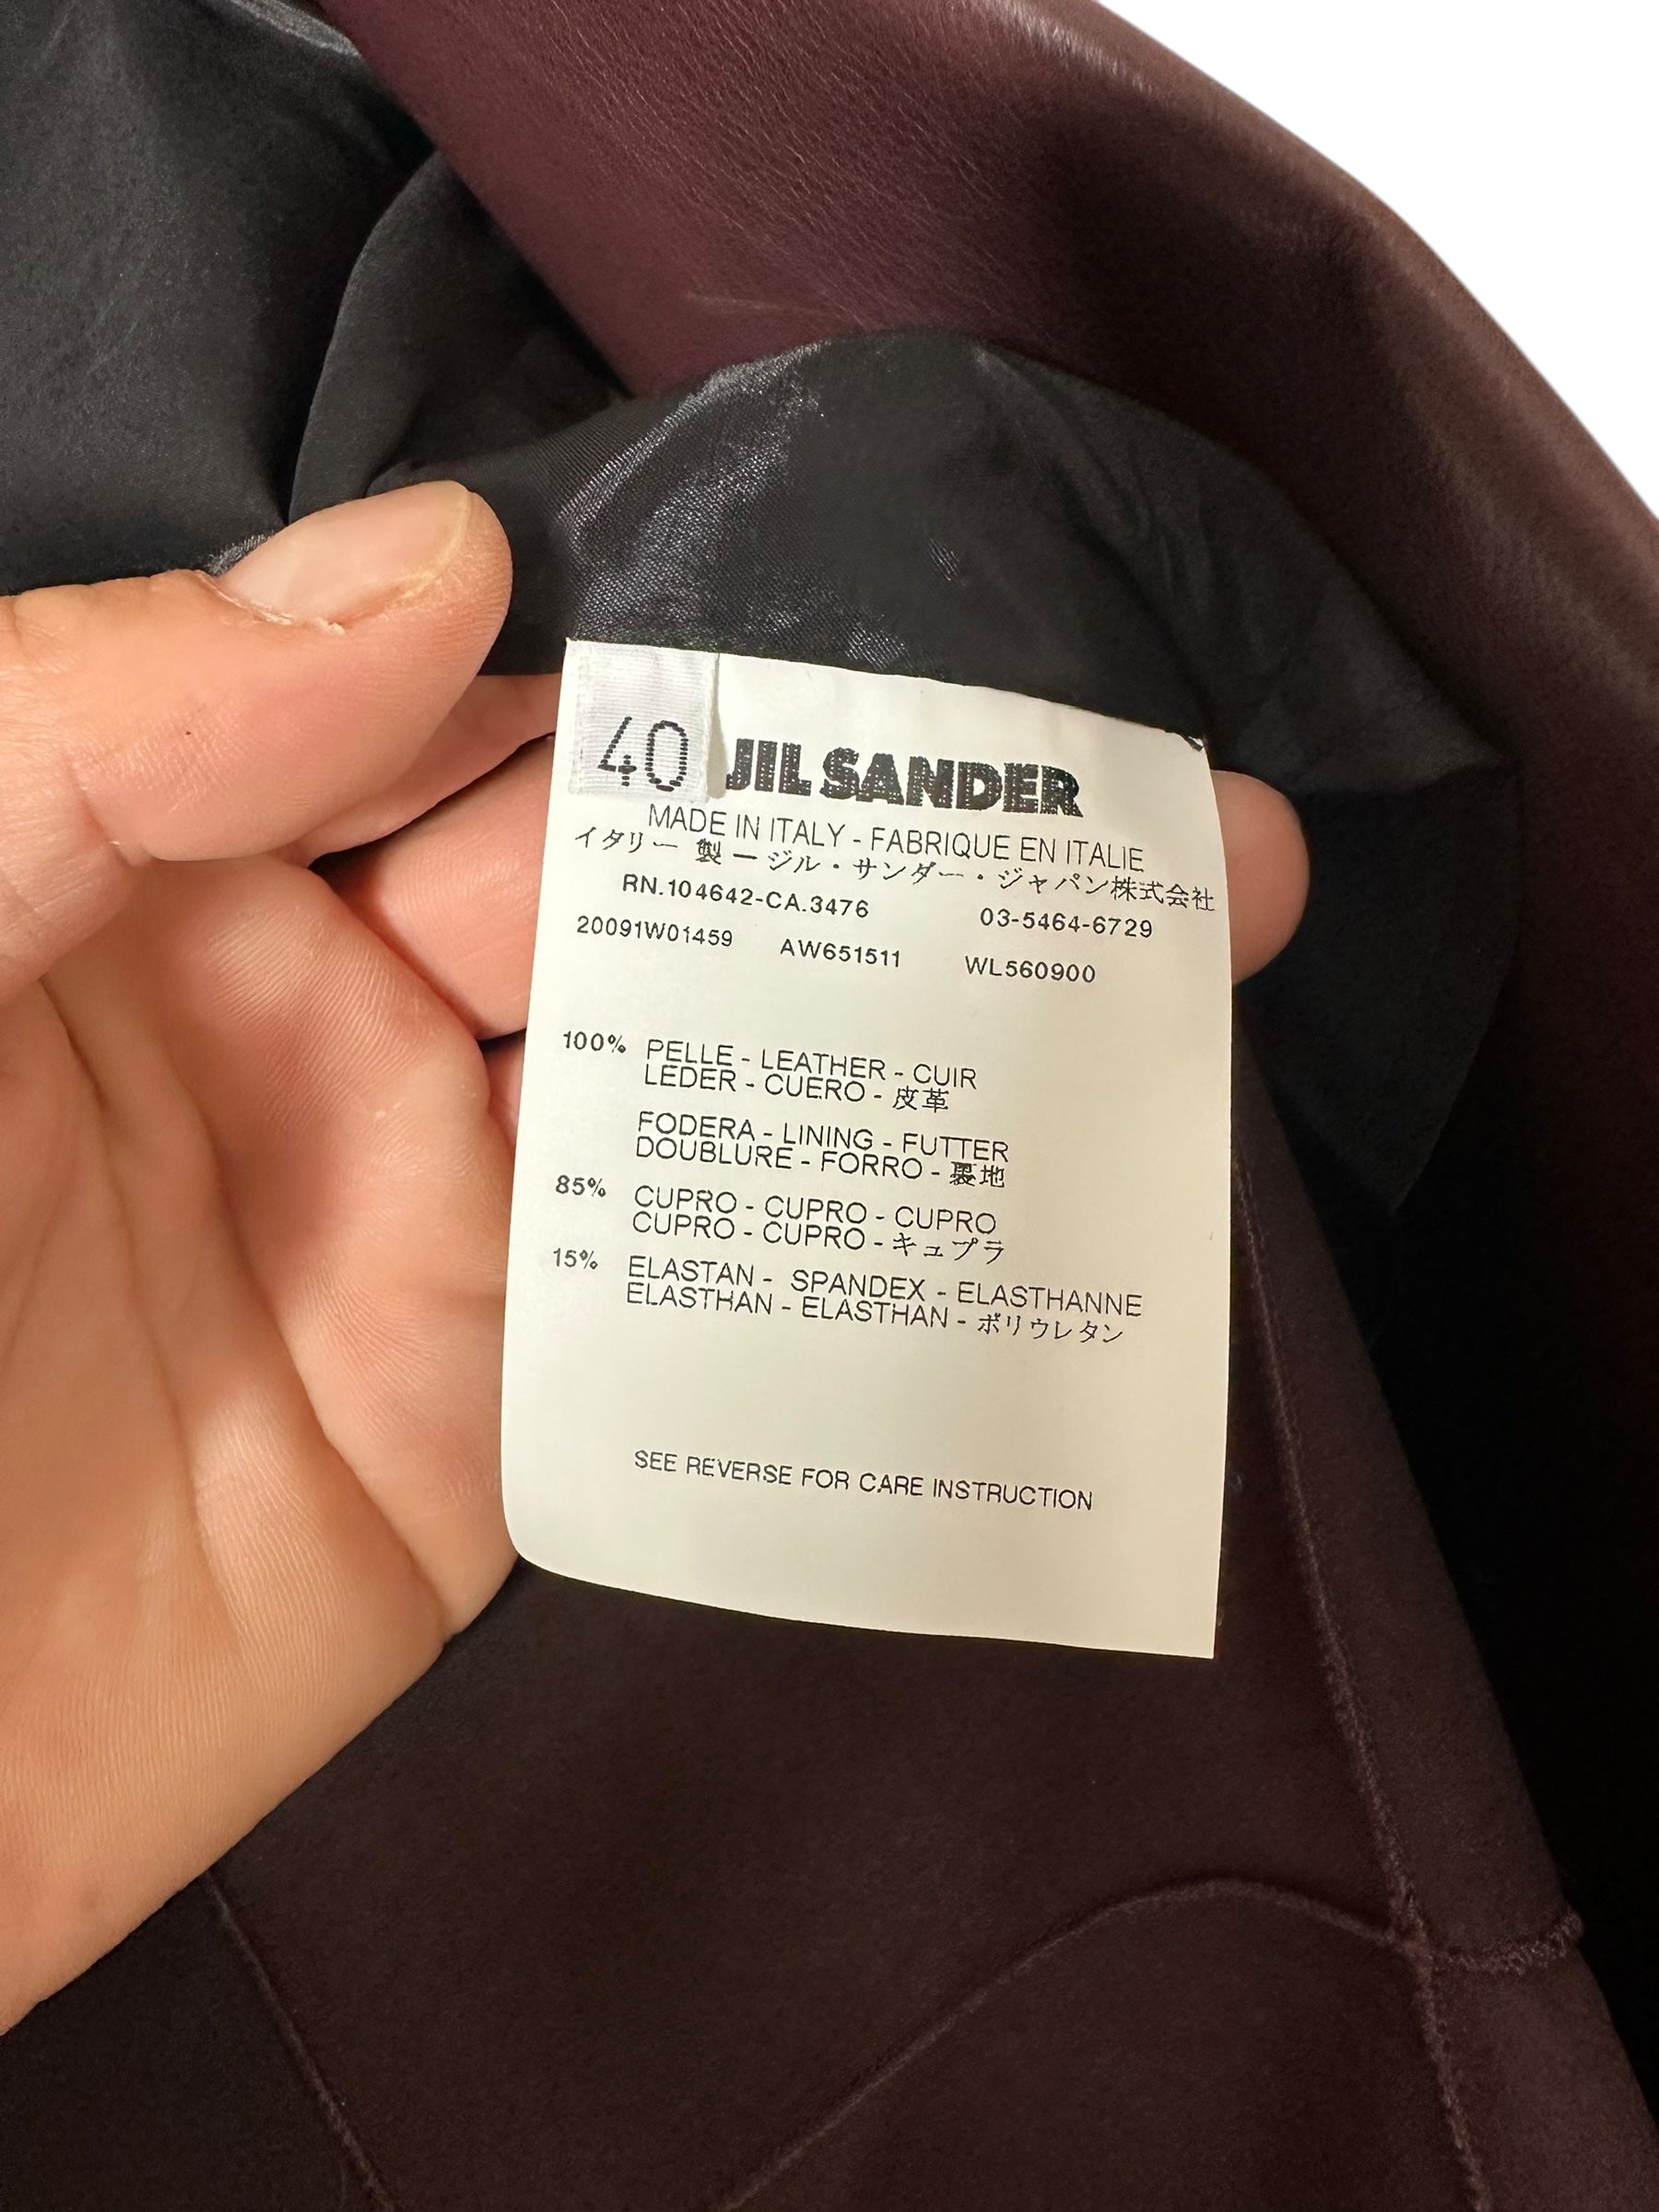 40 JIL SANDER
MADE IN ITALY - FABRIQUE EN ITALIE
イタリー 製 ー ジル・サンダー・ジャパン株式会社
RN.104642-CA.3476 03-5464-6729
20091W01459 AW651511 WL560900
100% PELLE - LEATHER - CUIR
LEDER - CUERO - 皮革
FODERA - LINING - FUTTER
DOUBLURE - FORRO - 裏地
85% CUPRO - CUPRO - CUPRO
CUPRO - CUPRO - キュプラ
15% ELASTAN - SPANDEX - ELASTHANNE
ELASTHAN - ELASTHAN - ポリウレタン
SEE REVERSE FOR CARE INSTRUCTION